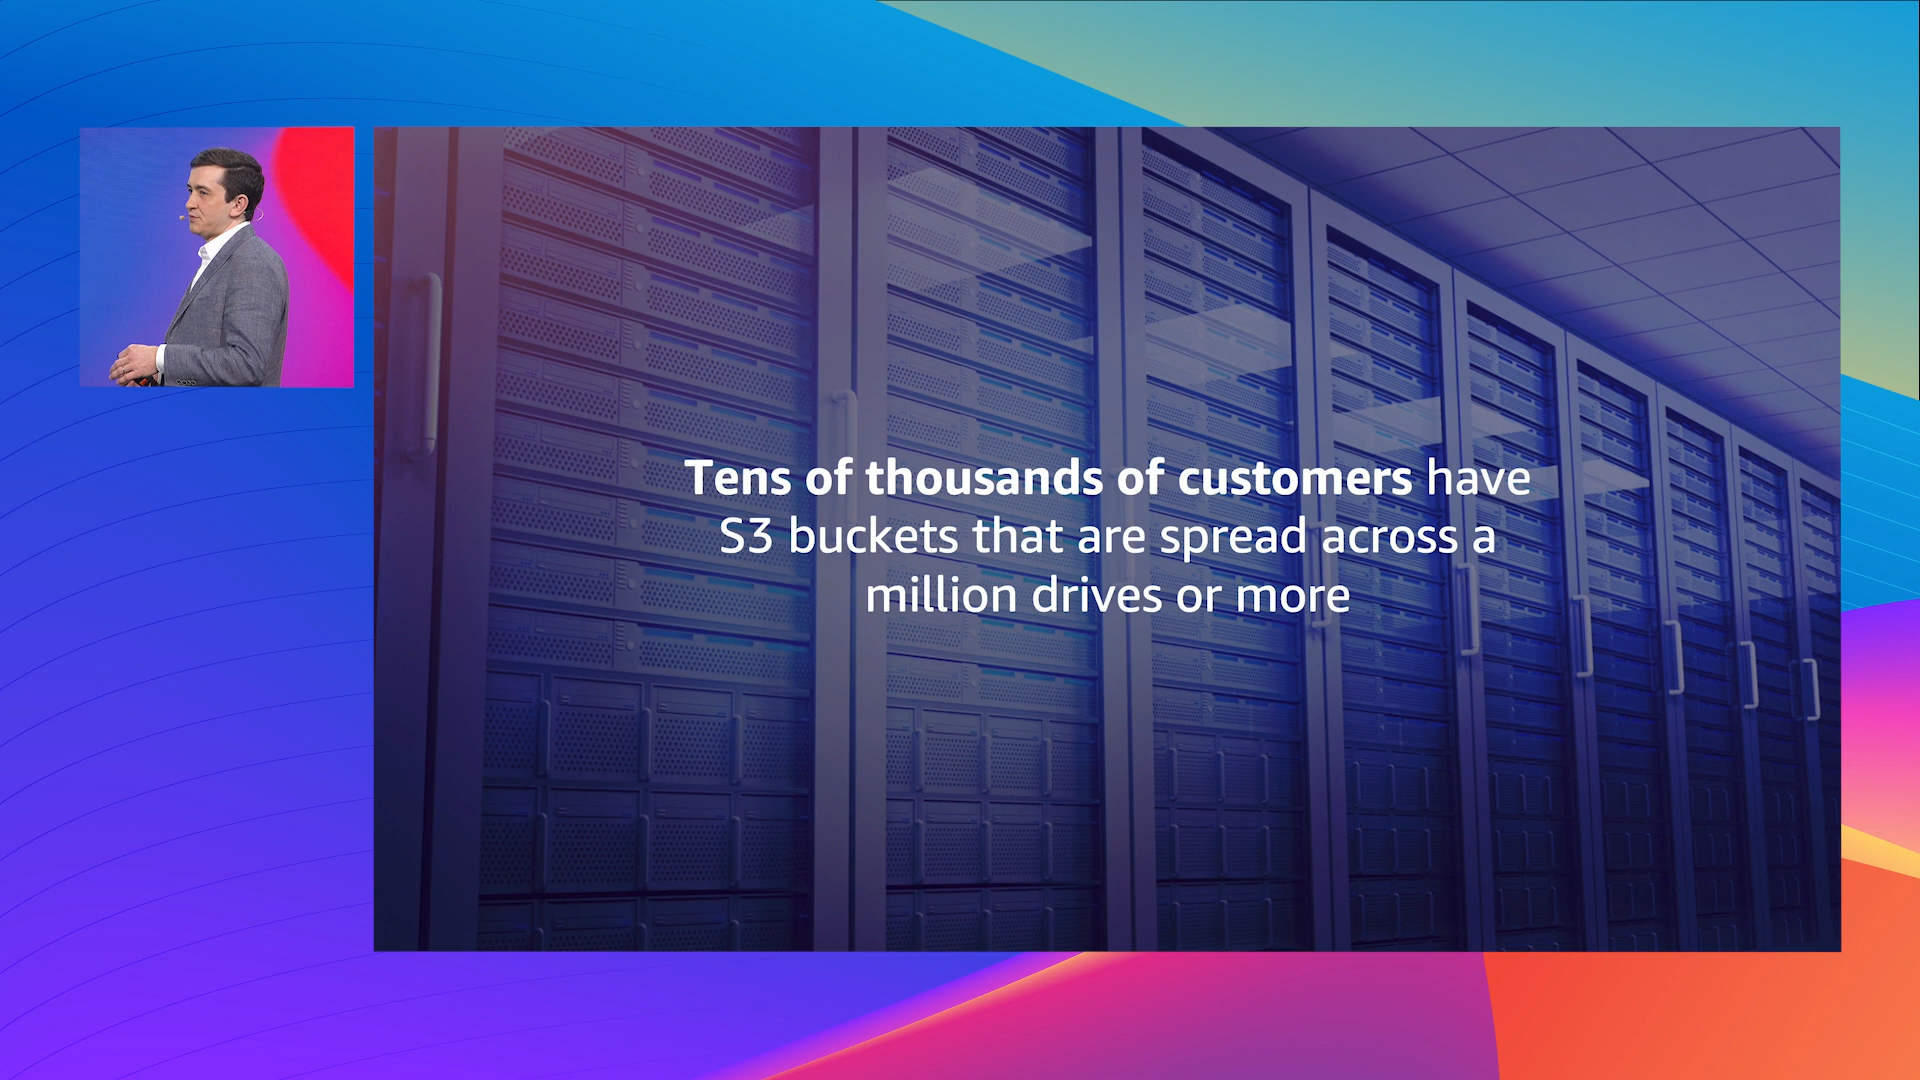 Tens of thousands of customers have
S3 buckets that are spread across a
million drives or more